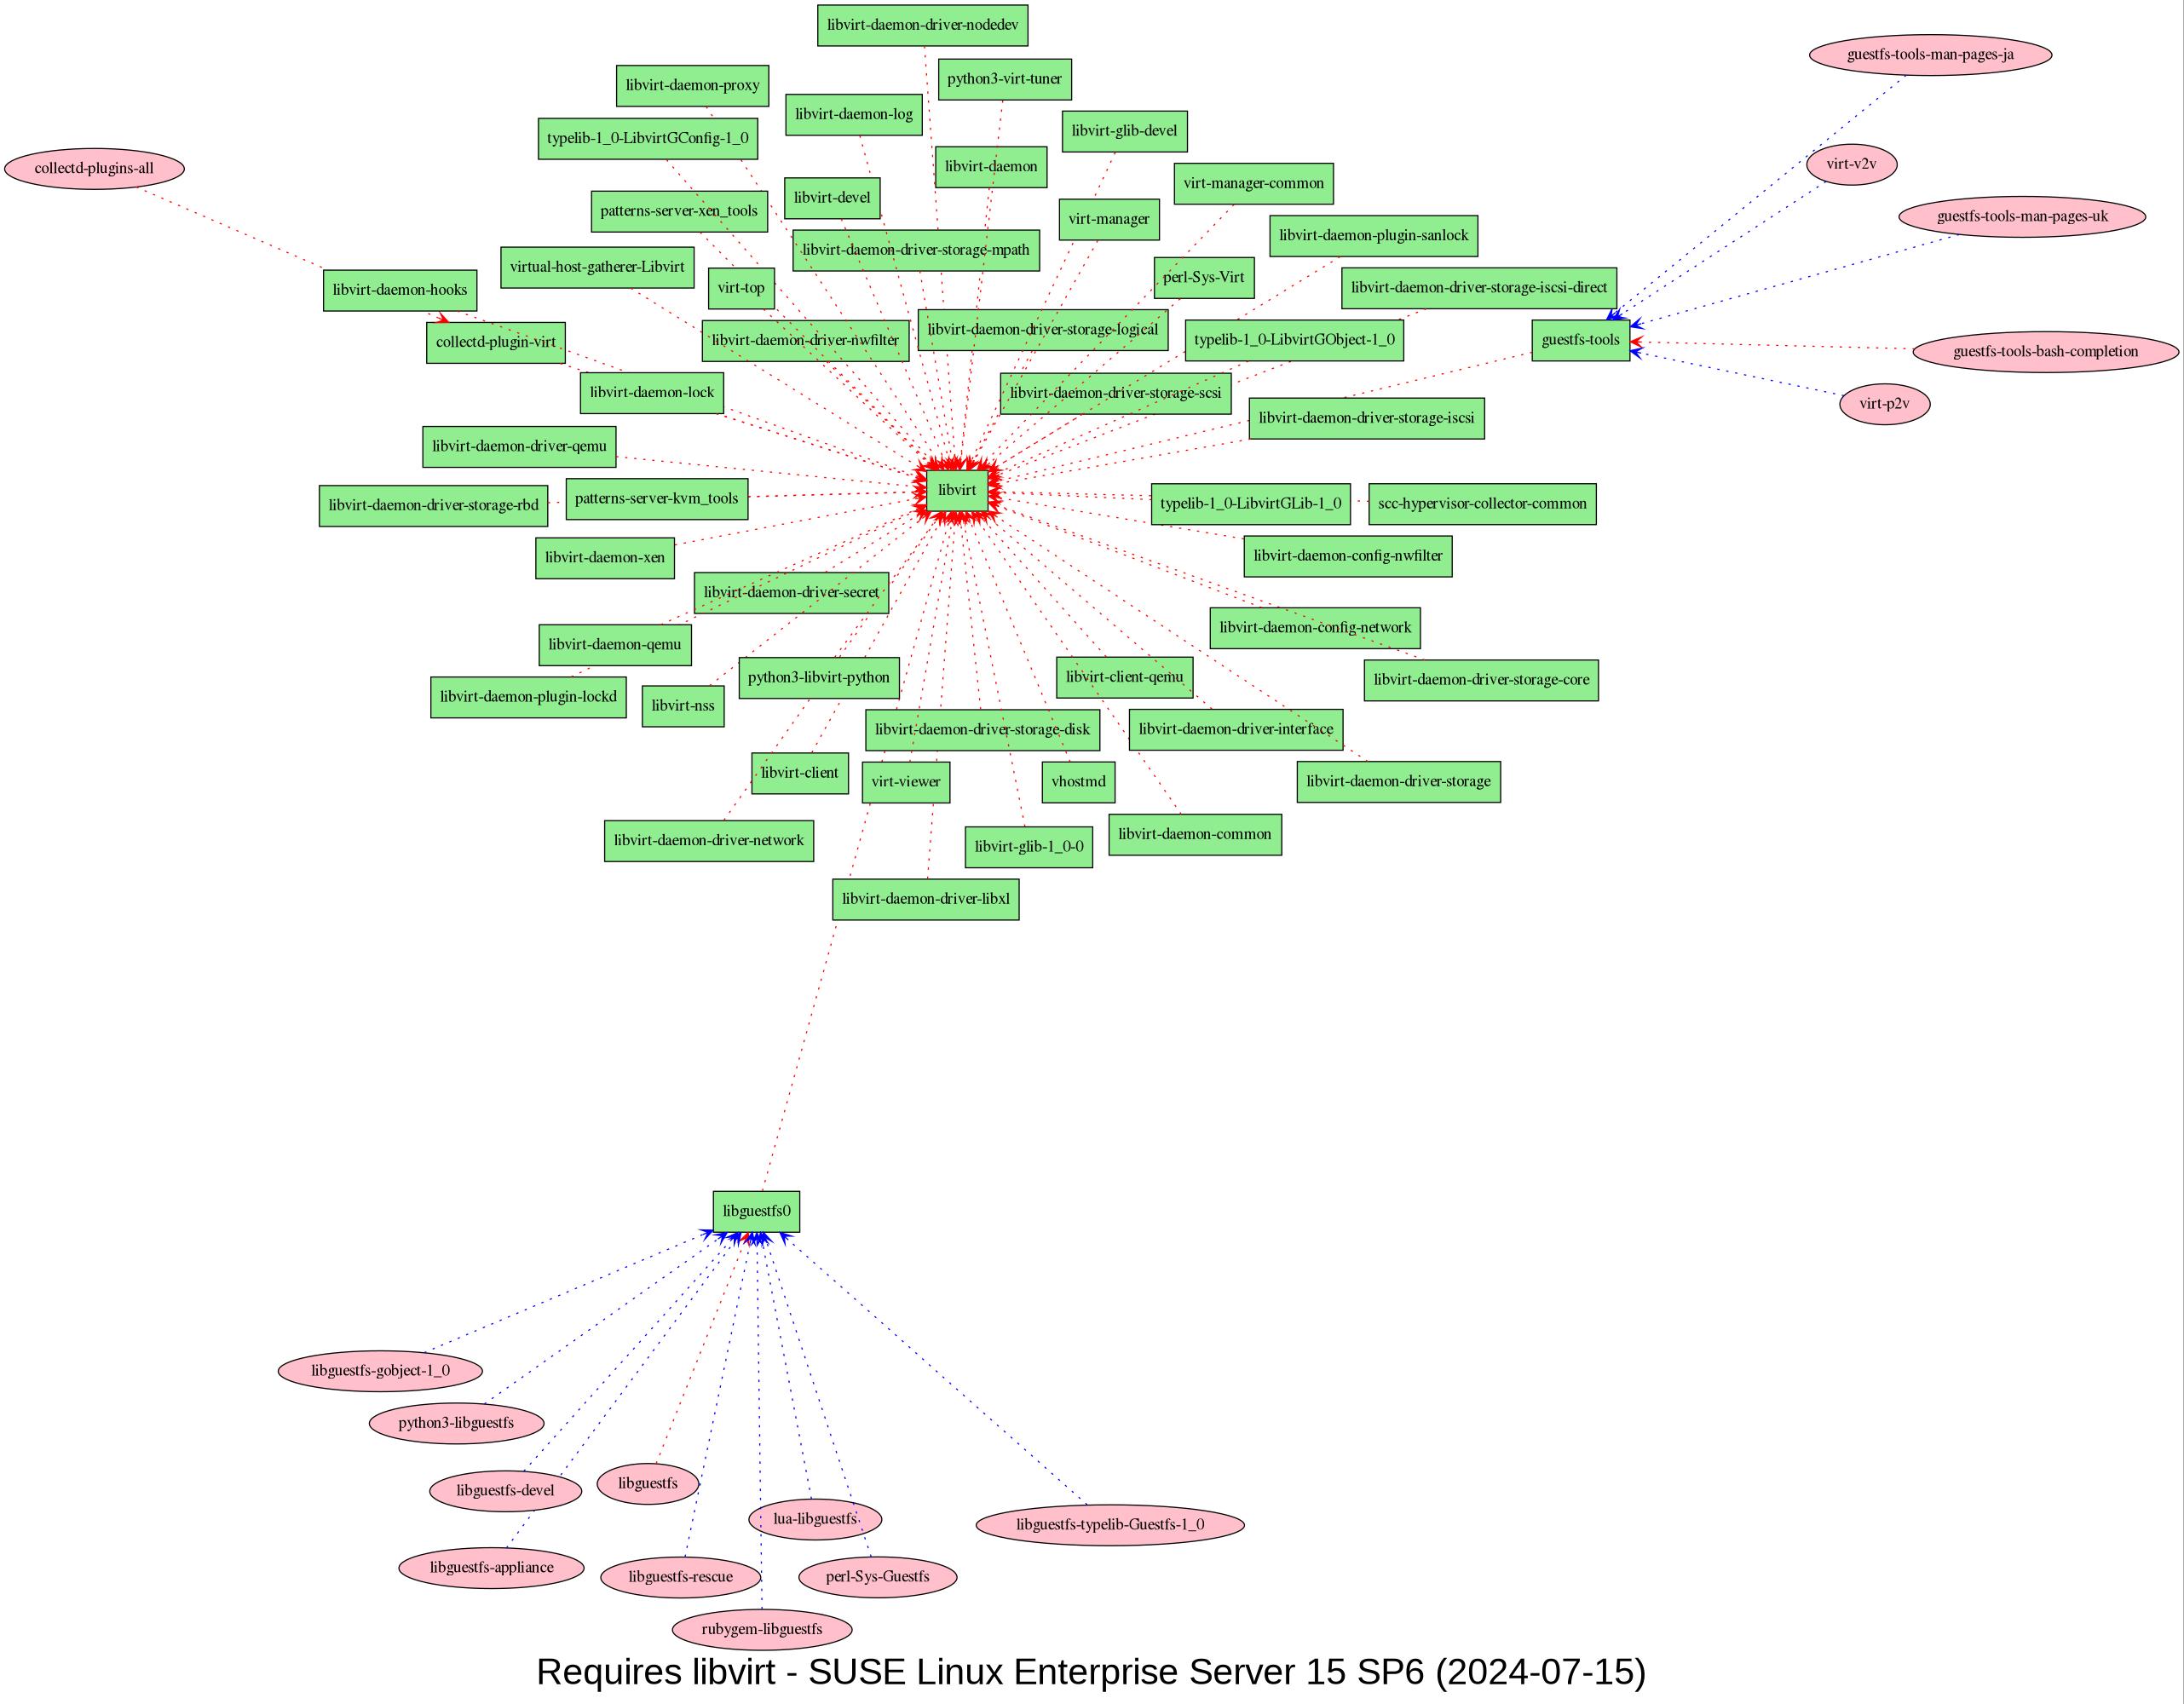 libvirt-daemon-driver-nodedev
guestfs-tools-man-pages-ja
python3-virt-tuner
libvirt-daemon-proxy
libvirt-daemon-log
libvirt-glib-devel
typelib-1_0-LibvirtGConfig-1_0
virt-v2v
libvirt-daemon
collectd-plugins-all
virt-manager-common
libvirt-devel
patterns-server-xen_tools
guestfs-tools-man-pages-uk
virt-manager
libvirt-daemon-plugin-sanlock
libvirt-daemon-driver-storage-mpath
virtual-host-gatherer-Libvirt
perl-Sys-Virt
virt-top
libvirt-daemon-driver-storage-iscsi-direct
libvirt-daemon-hooks
libvirt-daemon-driver-storage-logical
libvirt-daemon-driver-nwfilter
typelib-1_0-LibvirtGObject-1_0
guestfs-tools
collectd-plugin-virt
guestfs-tools-bash-completion
libvirt-daemon-lock
libvirt-daemon-driver-storage-scsi
virt-p2v
libvirt-daemon-driver-storage-iscsi
libvirt-daemon-driver-qemu
libvirt
patterns-server-kvm_tools
libvirt-daemon-driver-storage-rbd
typelib-1_0-LibvirtGLib-1_0
scc-hypervisor-collector-common
libvirt-daemon-xen
libvirt-daemon-config-nwfilter
libvirt-daemon-driver-secret
libvirt-daemon-config-network
libvirt-daemon-qemu
python3-libvirt-python
libvirt-client-qemu
libvirt-daemon-driver-storage-core
libvirt-daemon-plugin-lockd
libvirt-nss
libvirt-daemon-driver-storage-disk
libvirt-daemon-driver-interface
libvirt-client
virt-viewer
vhostmd
libvirt-daemon-driver-storage
libvirt-daemon-common
libvirt-daemon-driver-network
libvirt-glib-1_0-0
libvirt-daemon-driver-libxl
libguestfs0
libguestfs-gobject-1_0
python3-libguestfs
libguestfs
libguestfs-devel
lua-libguestfs
libguestfs-typelib-Guestfs-1_0
libguestfs-appliance
libguestfs-rescue
perl-Sys-Guestfs
rubygem-libguestfs
Requires libvirt - SUSE Linux Enterprise Server 15 SP6 (2024-07-15)